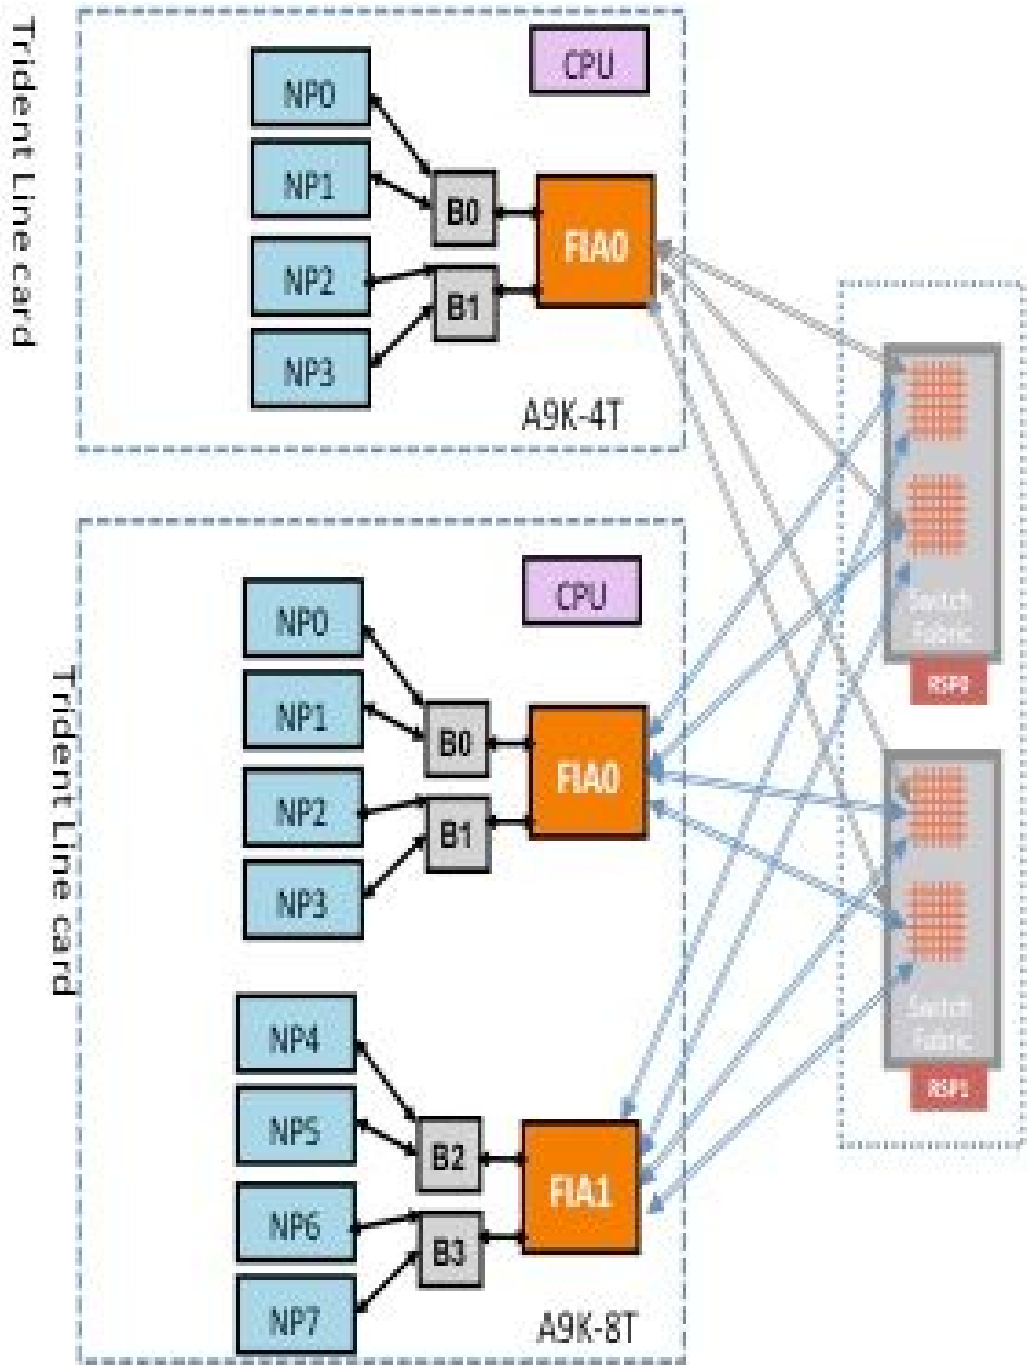 Trident Line card
CPU
NP0
NP1
B0
FIA0
NP2
B1
NP3
A9K-4T
Switch
Fabric
RSP0
Trident Line card
CPU
NP0
NP1
B0
FIA0
NP2
B1
NP3
Switch
Fabric
RSP1
NP4
NP5
B2
FIA1
NP6
B3
NP7
A9K-8T